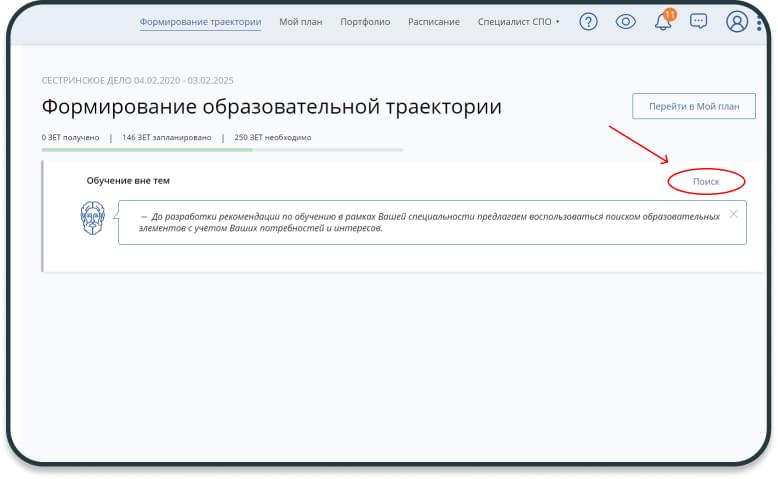 Формирование траектории Мой план Портфолио Расписание Специалист СПО 11
СЕСТРИНСКОЕ ДЕЛО 04.02.2020 - 03.02.2025
Формирование образовательной траектории
Перейти в Мой план
0 ЗЕТ получено | 146 ЗЕТ запланировано | 250 ЗЕТ необходимо
Обучение вне тем
Поиск
— До разработки рекомендации по обучению в рамках Вашей специальности предлагаем воспользоваться поиском образовательных
элементов с учетом Ваших потребностей и интересов.